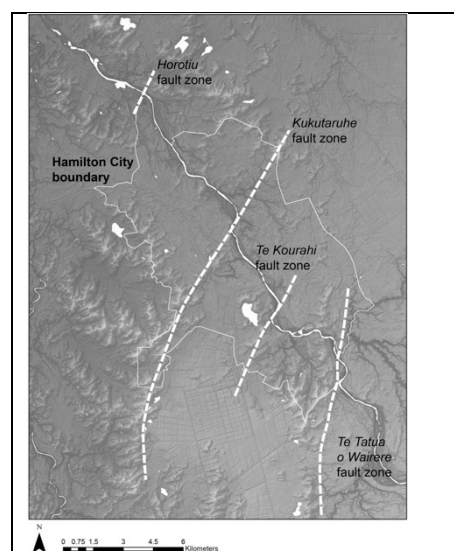 Horotiu
fault zone
Kukutaruhe
fault zone
Hamilton City
boundary
Te Kourahi
fault zone
Te Tatua
o Wairere
fault zone
N
0 0.75 1.5 3 4.5 6
Kilometers